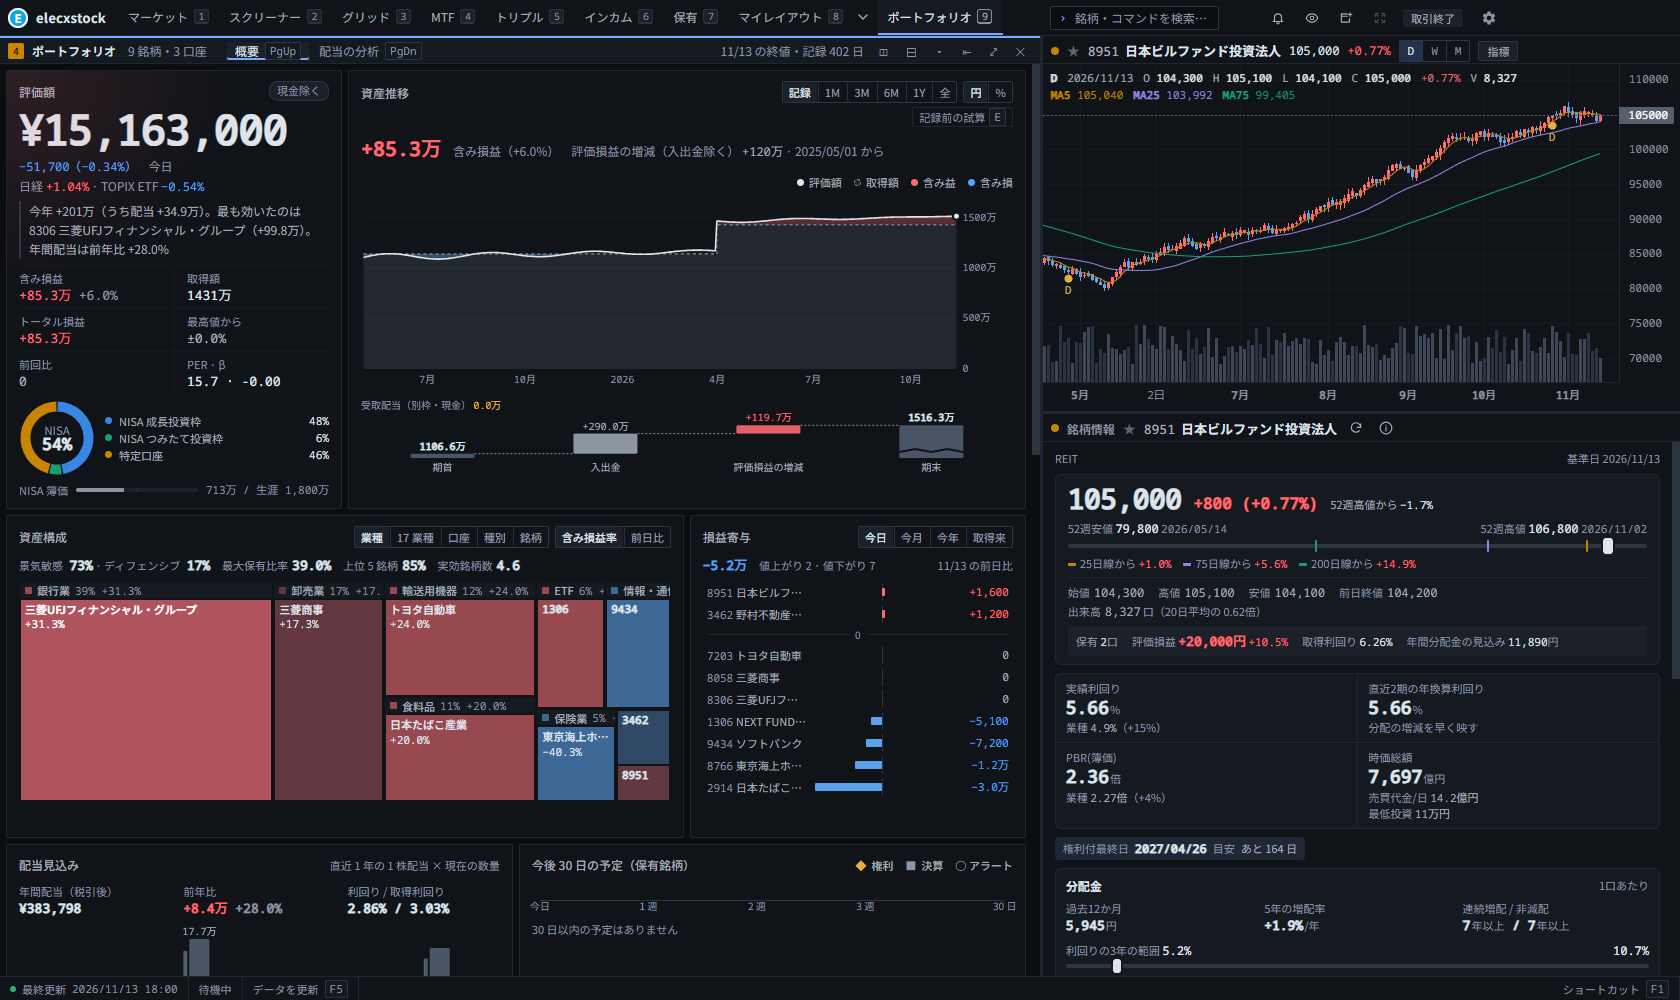 E elecxstock
マーケット 1 スクリーナー 2 グリッド 3 MTF 4 トリプル 5 インカム 6 保有 7 マイレイアウト 8 ポートフォリオ 9
› 銘柄・コマンドを検索…
取引終了
4 ポートフォリオ 9 銘柄・3 口座 概要 PgUp 配当の分析 PgDn
11/13 の終値・記録 402 日
評価額 現金除く
¥15,163,000
−51,700 (−0.34%) 今日
日経 +1.04% · TOPIX ETF −0.54%
今年 +201万（うち配当 +34.9万）。最も効いたのは
8306 三菱UFJフィナンシャル・グループ（+99.8万）。
年間配当は前年比 +28.0%
含み損益 取得額
+85.3万 +6.0% 1431万
トータル損益 最高値から
+85.3万 ±0.0%
前回比 PER · β
0 15.7 · -0.00
NISA 54%
NISA 成長投資枠 48%
NISA つみたて投資枠 6%
特定口座 46%
NISA 簿価 713万 / 生涯 1,800万
資産推移
記録 1M 3M 6M 1Y 全 円 %
記録前の試算 E
+85.3万 含み損益（+6.0%） 評価損益の増減（入出金除く） +120万 · 2025/05/01 から
評価額 取得額 含み益 含み損
1500万
1000万
500万
0
7月 10月 2026 4月 7月 10月
受取配当（別枠・現金） 0.0万
1106.6万 +290.0万 +119.7万 1516.3万
期首 入出金 評価損益の増減 期末
資産構成
業種 17 業種 口座 種別 銘柄 含み損益率 前日比
景気敏感 73% · ディフェンシブ 17% 最大保有比率 39.0% 上位 5 銘柄 85% 実効銘柄数 4.6
銀行業 39% +31.3%
三菱UFJフィナンシャル・グループ
+31.3%
卸売業 17% +17.
三菱商事
+17.3%
輸送用機器 12% +24.0%
トヨタ自動車
+24.0%
食料品 11% +20.0%
日本たばこ産業
+20.0%
ETF 6% +
1306
情報・通
9434
保険業 5% -
東京海上ホ…
−40.3%
3462
8951
損益寄与
今日 今月 今年 取得来
−5.2万 値上がり 2 · 値下がり 7 11/13 の前日比
8951 日本ビルフ… +1,600
3462 野村不動産… +1,200
0
7203 トヨタ自動車 0
8058 三菱商事 0
8306 三菱UFJフ… 0
1306 NEXT FUND… −5,100
9434 ソフトバンク −7,200
8766 東京海上ホ… −1.2万
2914 日本たばこ… −3.0万
配当見込み 直近 1 年の 1 株配当 × 現在の数量
年間配当（税引後） 前年比 利回り / 取得利回り
¥383,798 +8.4万 +28.0% 2.86% / 3.03%
17.7万
今後 30 日の予定（保有銘柄）
権利 決算 アラート
今日 1 週 2 週 3 週 30 日
30 日以内の予定はありません
8951 日本ビルファンド投資法人 105,000 +0.77% D W M 指標
D 2026/11/13 O 104,300 H 105,100 L 104,100 C 105,000 +0.77% V 8,327
MA5 105,040 MA25 103,992 MA75 99,405
110000
105000
100000
95000
90000
85000
80000
75000
70000
D
D
5月 2日 7月 8月 9月 10月 11月
銘柄情報 8951 日本ビルファンド投資法人
REIT 基準日 2026/11/13
105,000 +800 (+0.77%) 52週高値から −1.7%
52週安値 79,800 2026/05/14 52週高値 106,800 2026/11/02
25日線から +1.0% 75日線から +5.6% 200日線から +14.9%
始値 104,300 高値 105,100 安値 104,100 前日終値 104,200
出来高 8,327 口（20日平均の 0.62倍）
保有 2口 評価損益 +20,000円 +10.5% 取得利回り 6.26% 年間分配金の見込み 11,890円
実績利回り 直近2期の年換算利回り
5.66% 5.66%
業種 4.9%（+15%） 分配の増減を早く映す
PBR(簿価) 時価総額
2.36倍 7,697億円
業種 2.27倍（+4%） 売買代金/日 14.2億円
最低投資 11万円
権利付最終日 2027/04/26 目安 あと 164 日
分配金 1口あたり
過去12か月 5年の増配率 連続増配 / 非減配
5,945円 +1.9%/年 7年以上 / 7年以上
利回りの3年の範囲 5.2% 10.7%
最終更新 2026/11/13 18:00 待機中 データを更新 F5
ショートカット F1